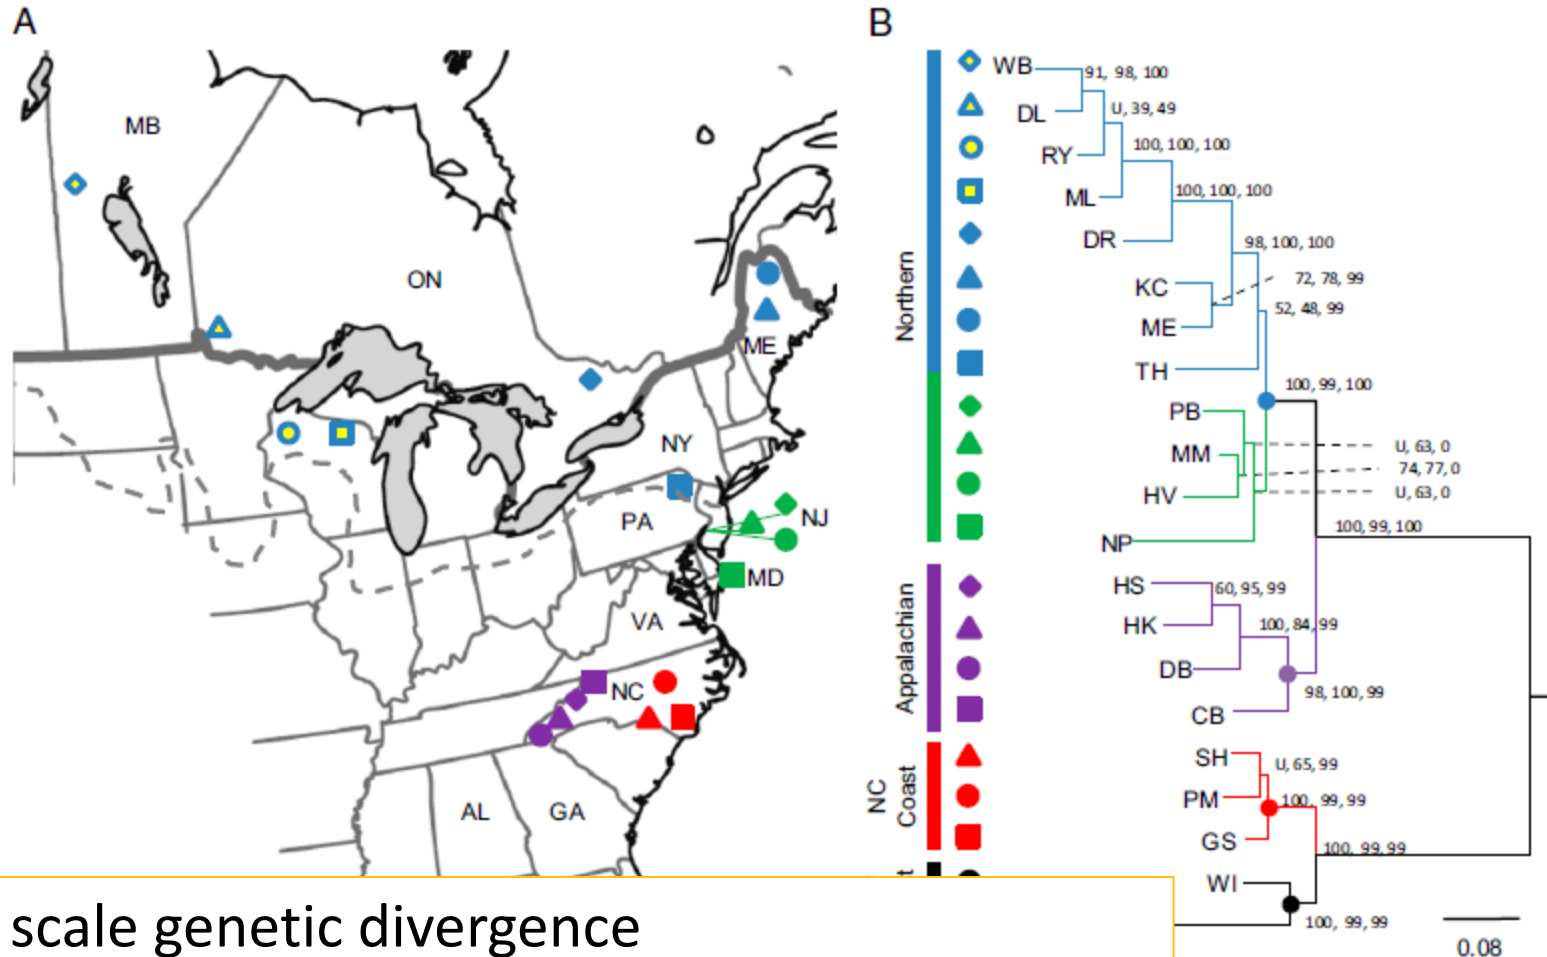 A
MB
ON
ME
NY
PA
NJ
MD
VA
NC
AL
GA
B
Northern
Appalachian
NC
Coast
t
WB
91, 98, 100
DL
U, 39, 49
RY
100, 100, 100
ML
100, 100, 100
DR
98, 100, 100
KC
72, 78, 99
ME
52, 48, 99
TH
100, 99, 100
PB
U, 63, 0
MM
74, 77, 0
HV
U, 63, 0
100, 99, 100
NP
HS
60, 95, 99
HK
100, 84, 99
DB
98, 100, 99
CB
SH
U, 65, 99
PM
100, 99, 99
GS
100, 99, 99
WI
100, 99, 99
0.08
scale genetic divergence